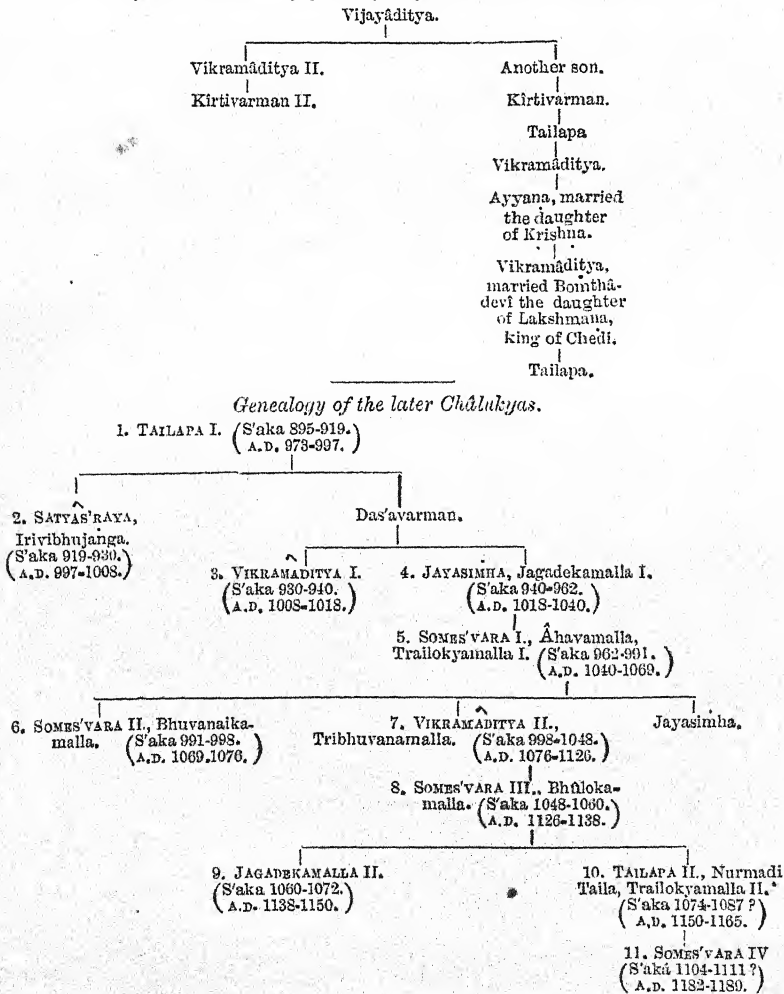 Vijayâditya.
Vikramâditya II.
Kîrtivarman II.
Another son.
Kîrtivarman.
Tailapa
Vikramâditya.
Ayyana, married
the daughter
of Krishna.
Vikramâditya,
married Bointhâ-
devî the daughter
of Lakshmana,
king of Chedi.
Tailapa.
Genealogy of the later Châlukyas.
1. TAILAPA I. (S'aka 895-919.)
(A.D. 973-997.)
2. SATYÂS'RAYA,
Irivibhujanga.
(S'aka 919-930.)
(A.D. 997-1008.)
Das'avarman.
3. VIKRAMÂDITYA I.
(S'aka 930-940.)
(A.D. 1008-1018.)
4. JAYASIMHA, Jagadekamalla I.
(S'aka 940-962.)
(A.D. 1018-1040.)
5. SOMES'VARA I., Âhavamalla,
Trailokyamalla I. (S'aka 962-991.)
(A.D. 1040-1069.)
6. SOMES'VARA II., Bhuvanaika-
malla. (S'aka 991-998.)
(A.D. 1069.1076.)
7. VIKRAMÂDITYA II.,
Tribhuvanamalla. (S'aka 998-1048.)
(A.D. 1076-1126.)
Jayasimha.
8. SOMES'VARA III., Bhûloka-
malla. (S'aka 1048-1060.)
(A.D. 1126-1138.)
9. JAGADEKAMALLA II.
(S'aka 1060-1072.)
(A.D. 1138-1150.)
10. TAILAPA II., Nurmadi
Taila, Trailokyamalla II.*
(S'aka 1074-1087 ?)
(A.D. 1150-1165.)
11. SOMES'VARA IV
(S'aka 1104-1111 ?)
(A.D. 1182-1189.)